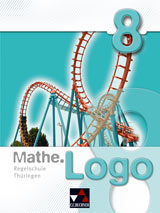 8
Mathe.Logo
Regelschule
Thüringen
C.C.BUCHNER